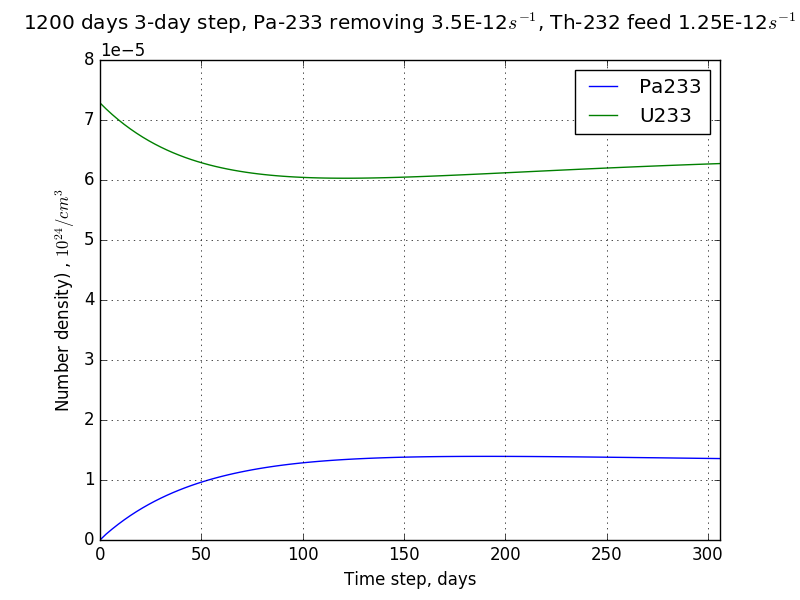 1200 days 3-day step, Pa-233 removing 3.5E-12s⁻¹, Th-232 feed 1.25E-12s⁻¹
1e−5
8
7
6
5
4
3
2
1
0
Number density) , 10²⁴/cm³
Pa233
U233
0 50 100 150 200 250 300
Time step, days